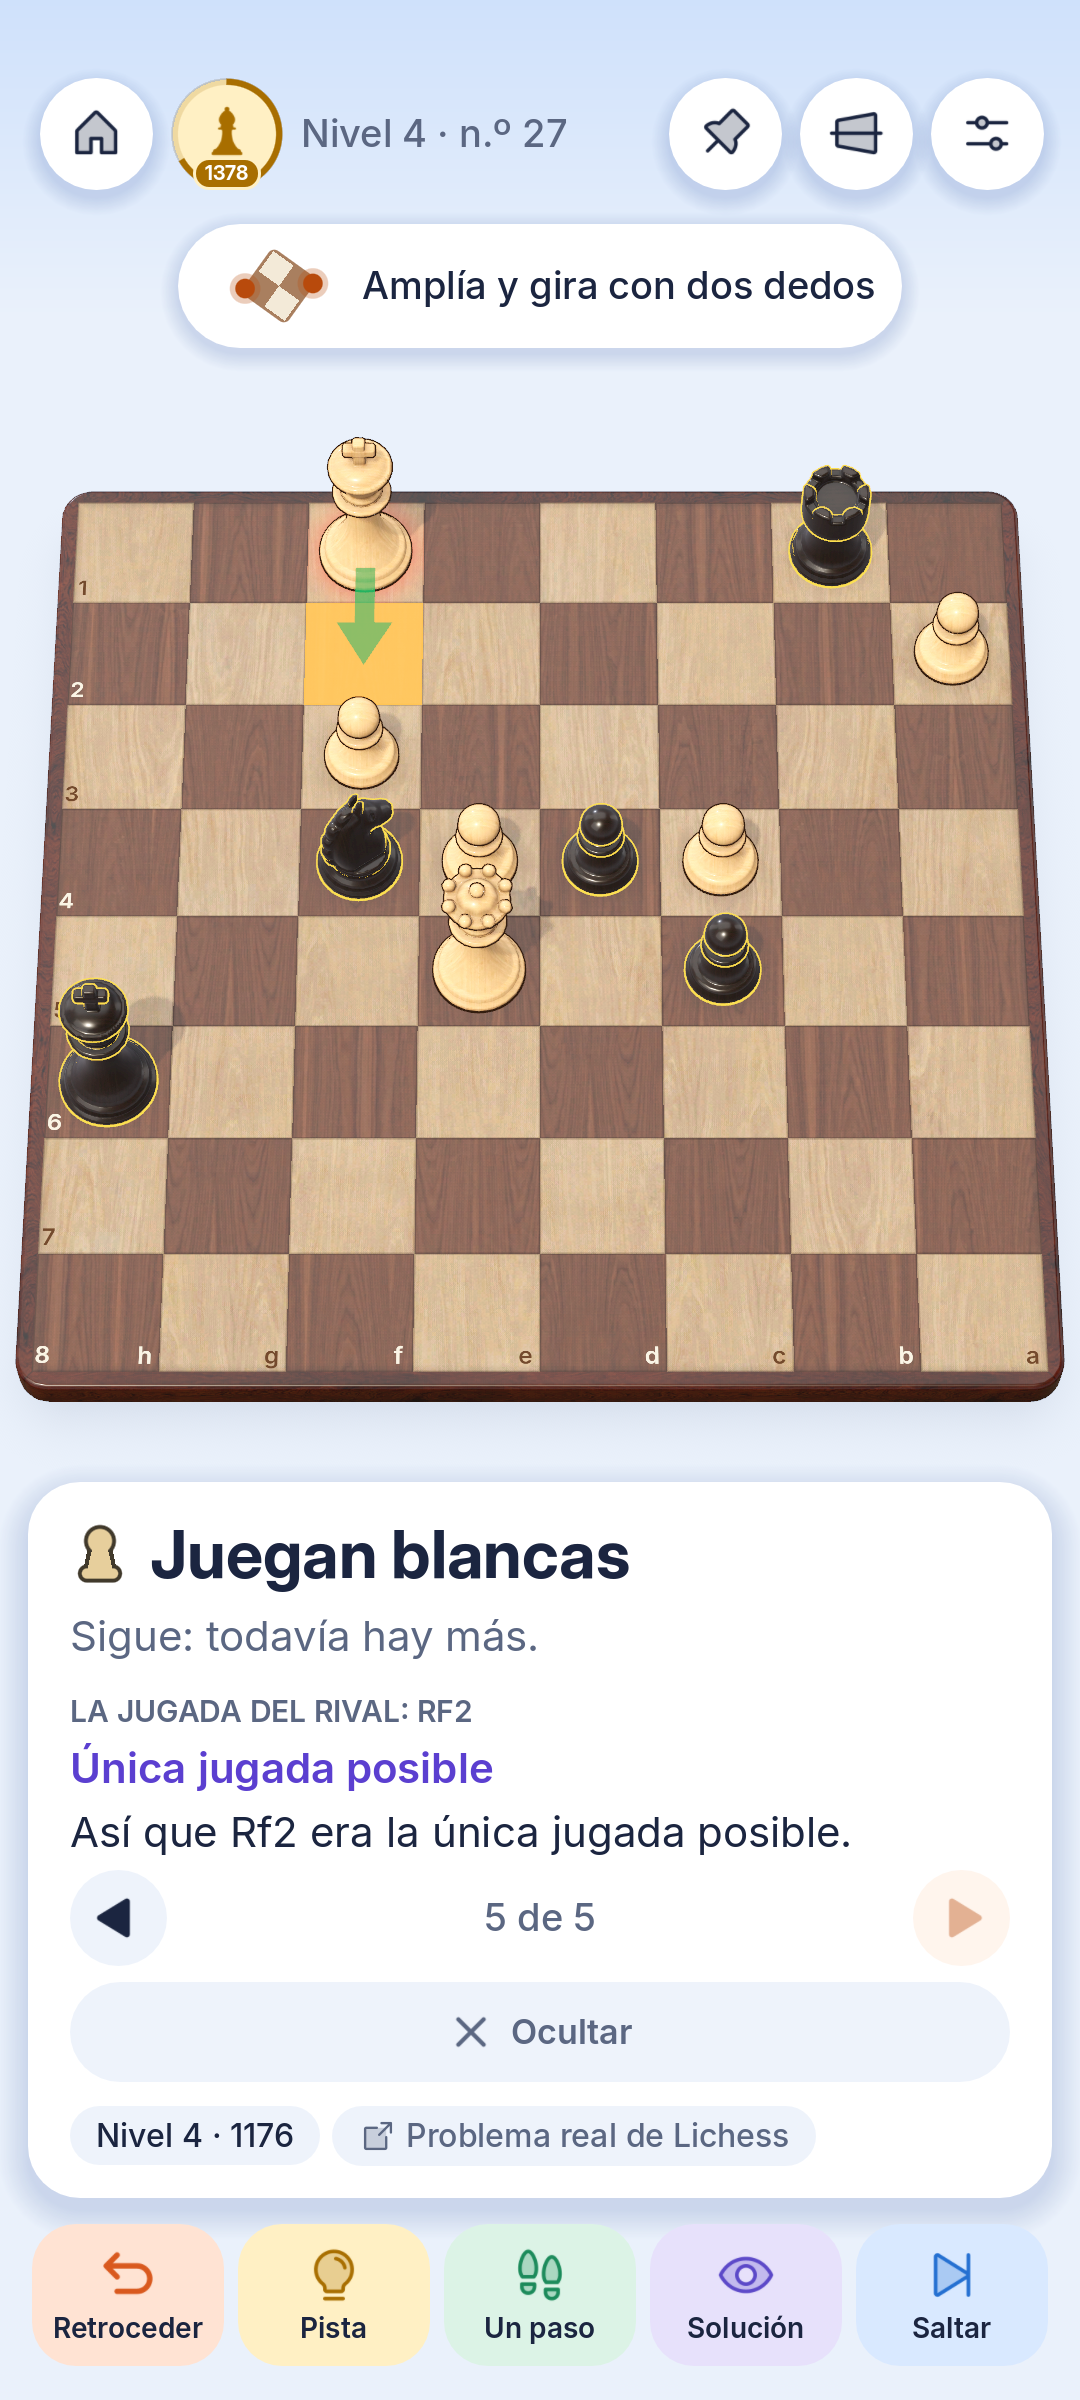 Nivel 4 · n.º 27
1378
Amplía y gira con dos dedos
1
2
3
4
5
6
7
8 h g f e d c b a
Juegan blancas
Sigue: todavía hay más.
LA JUGADA DEL RIVAL: RF2
Única jugada posible
Así que Rf2 era la única jugada posible.
5 de 5
Ocultar
Nivel 4 · 1176
Problema real de Lichess
Retroceder
Pista
Un paso
Solución
Saltar